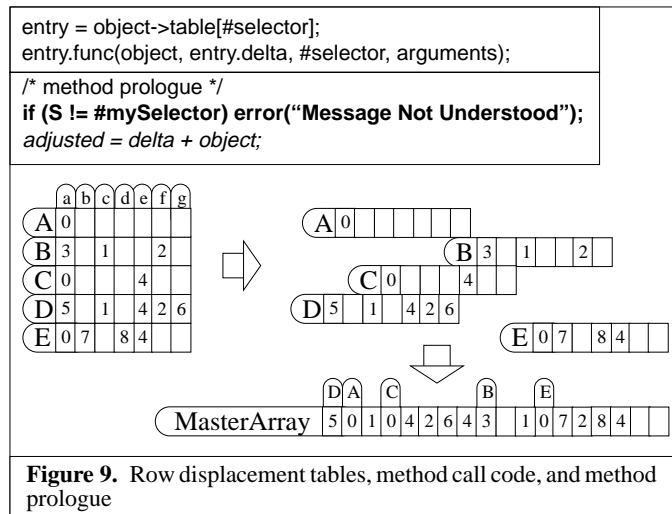 entry = object->table[#selector];
entry.func(object, entry.delta, #selector, arguments);
/* method prologue */
if (S != #mySelector) error(“Message Not Understood”);
adjusted = delta + object;
a b c d e f g
A 0
B 3 1 2
C 0 4
D 5 1 4 2 6
E 0 7 8 4
A 0
B 3 1 2
C 0 4
D 5 1 4 2 6
E 0 7 8 4
D A C B E
MasterArray 5 0 1 0 4 2 6 4 3 1 0 7 2 8 4
Figure 9. Row displacement tables, method call code, and method
prologue